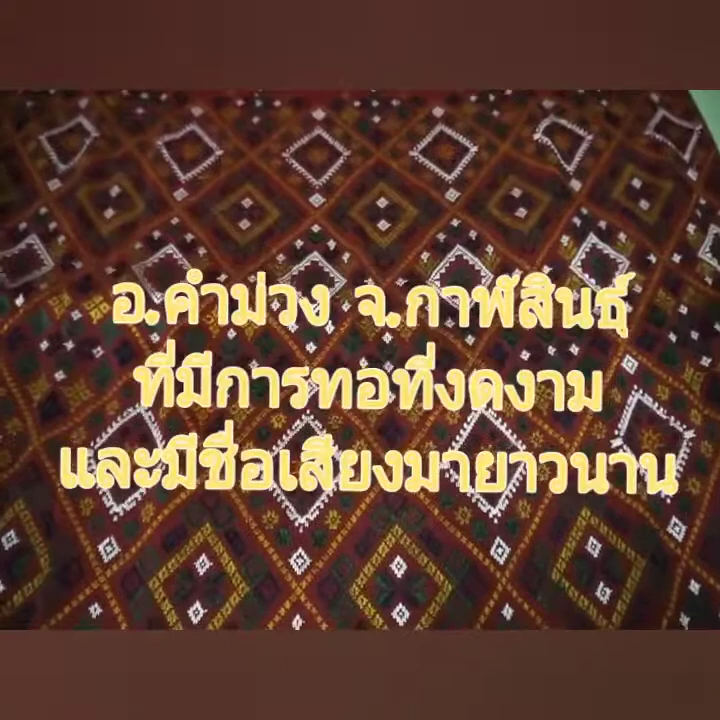 อ.คำม่วง จ.กาฬสินธุ์
ที่มีการทอที่งดงาม
และมีชื่อเสียงมายาวนาน